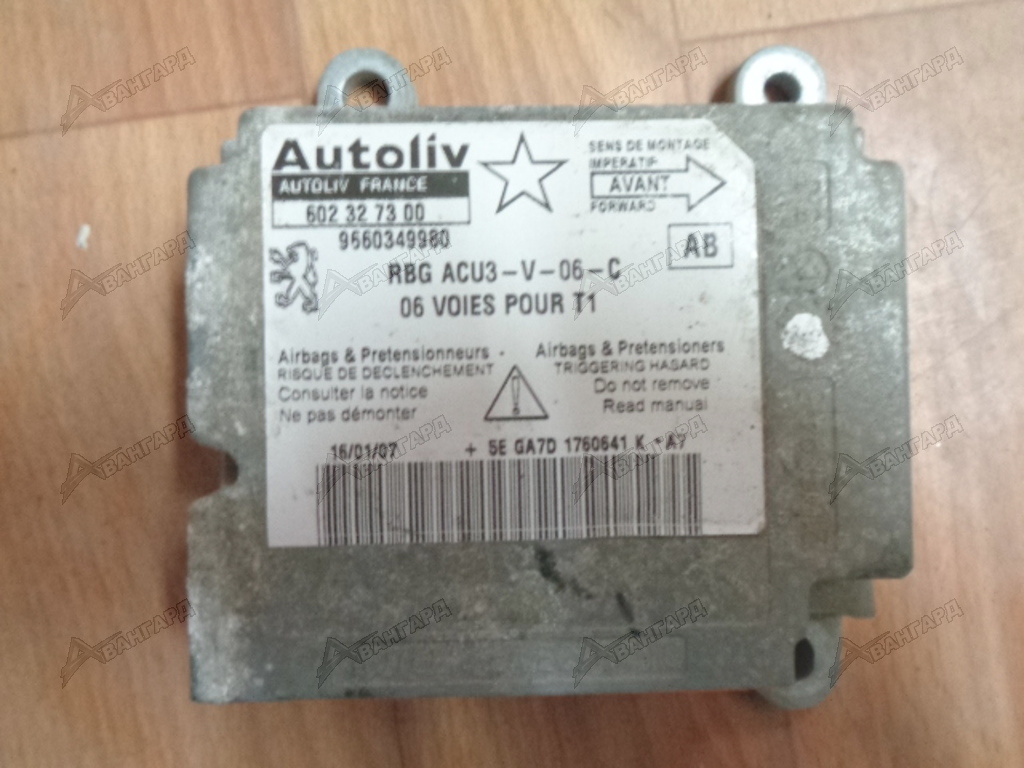 Autoliv
AUTOLIV FRANCE
602 32 73 00
9660349980
SENS DE MONTAGE
IMPERATIF
AVANT
FORWARD
AB
RBG ACU3-V-06-C
06 VOIES POUR T1
Airbags & Pretensionneurs
RISQUE DE DECLENCHEMENT
Consulter la notice
Ne pas démonter
Airbags & Pretensioners
TRIGGERING HASARD
Do not remove
Read manual
16/01/07 + 5E GA7D 1760641 K -A7
АВАНГАРД